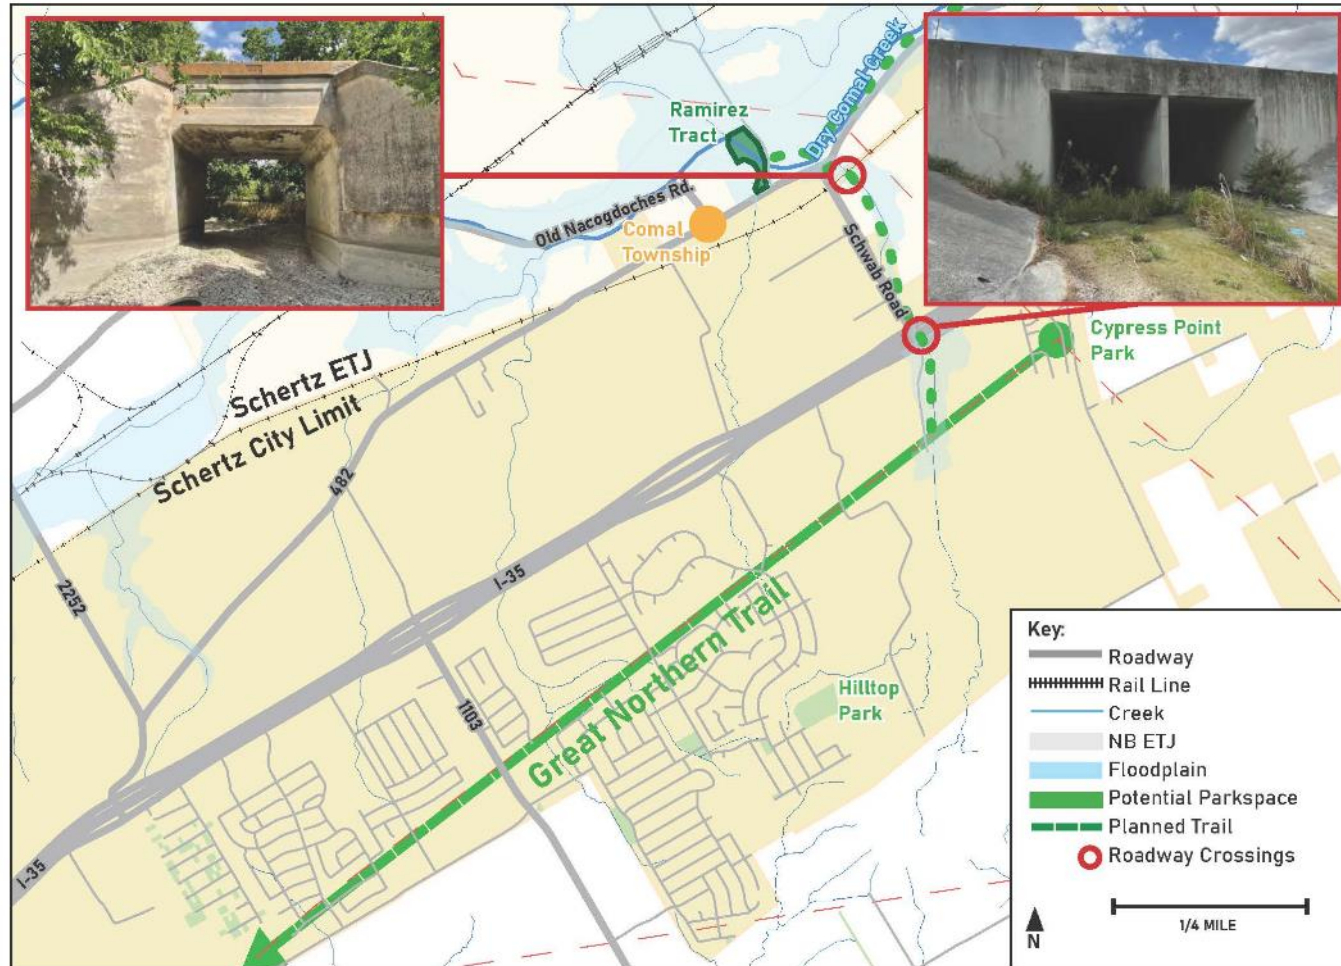 Ramirez
Tract
Dry Comal Creek
Old Nacogdoches Rd.
Comal
Township
Schwab Road
Cypress Point
Park
Schertz ETJ
Schertz City Limit
482
2252
I-35
1103
Great Northern Trail
Hilltop
Park
I-35
Key:
Roadway
Rail Line
Creek
NB ETJ
Floodplain
Potential Parkspace
Planned Trail
Roadway Crossings
N
1/4 MILE